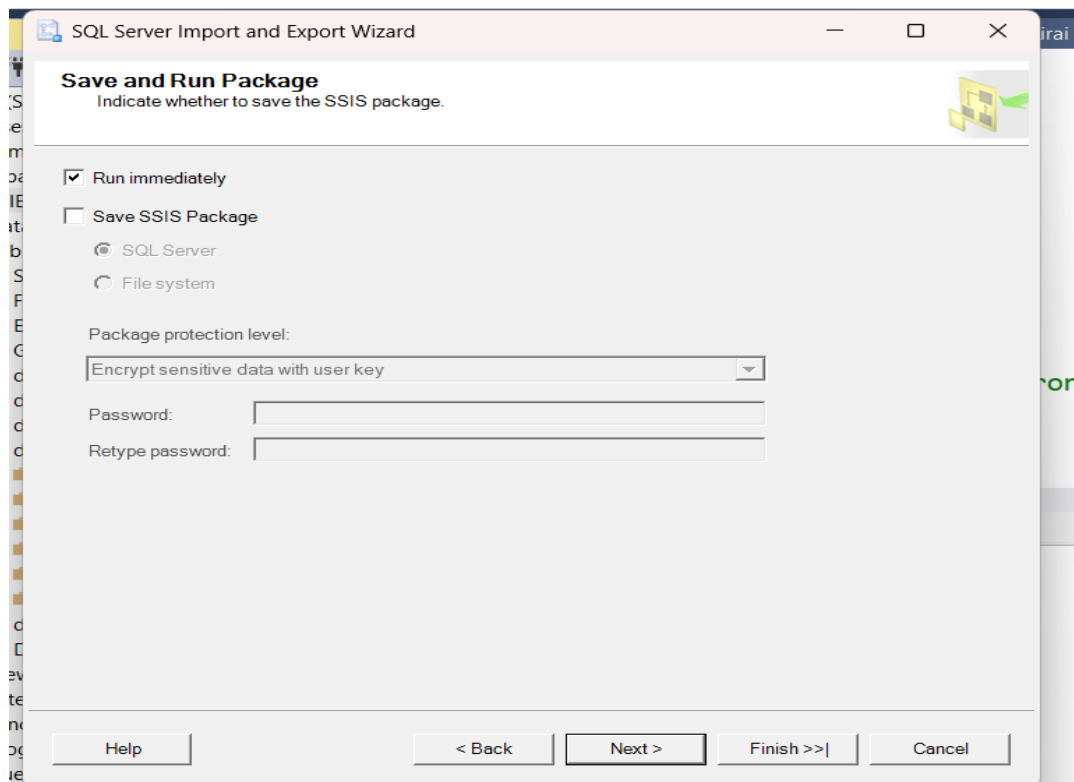 SQL Server Import and Export Wizard
irai
Save and Run Package
Indicate whether to save the SSIS package.
Run immediately
Save SSIS Package
SQL Server
File system
Package protection level:
Encrypt sensitive data with user key
Password:
Retype password:
Help
< Back
Next >
Finish >>|
Cancel